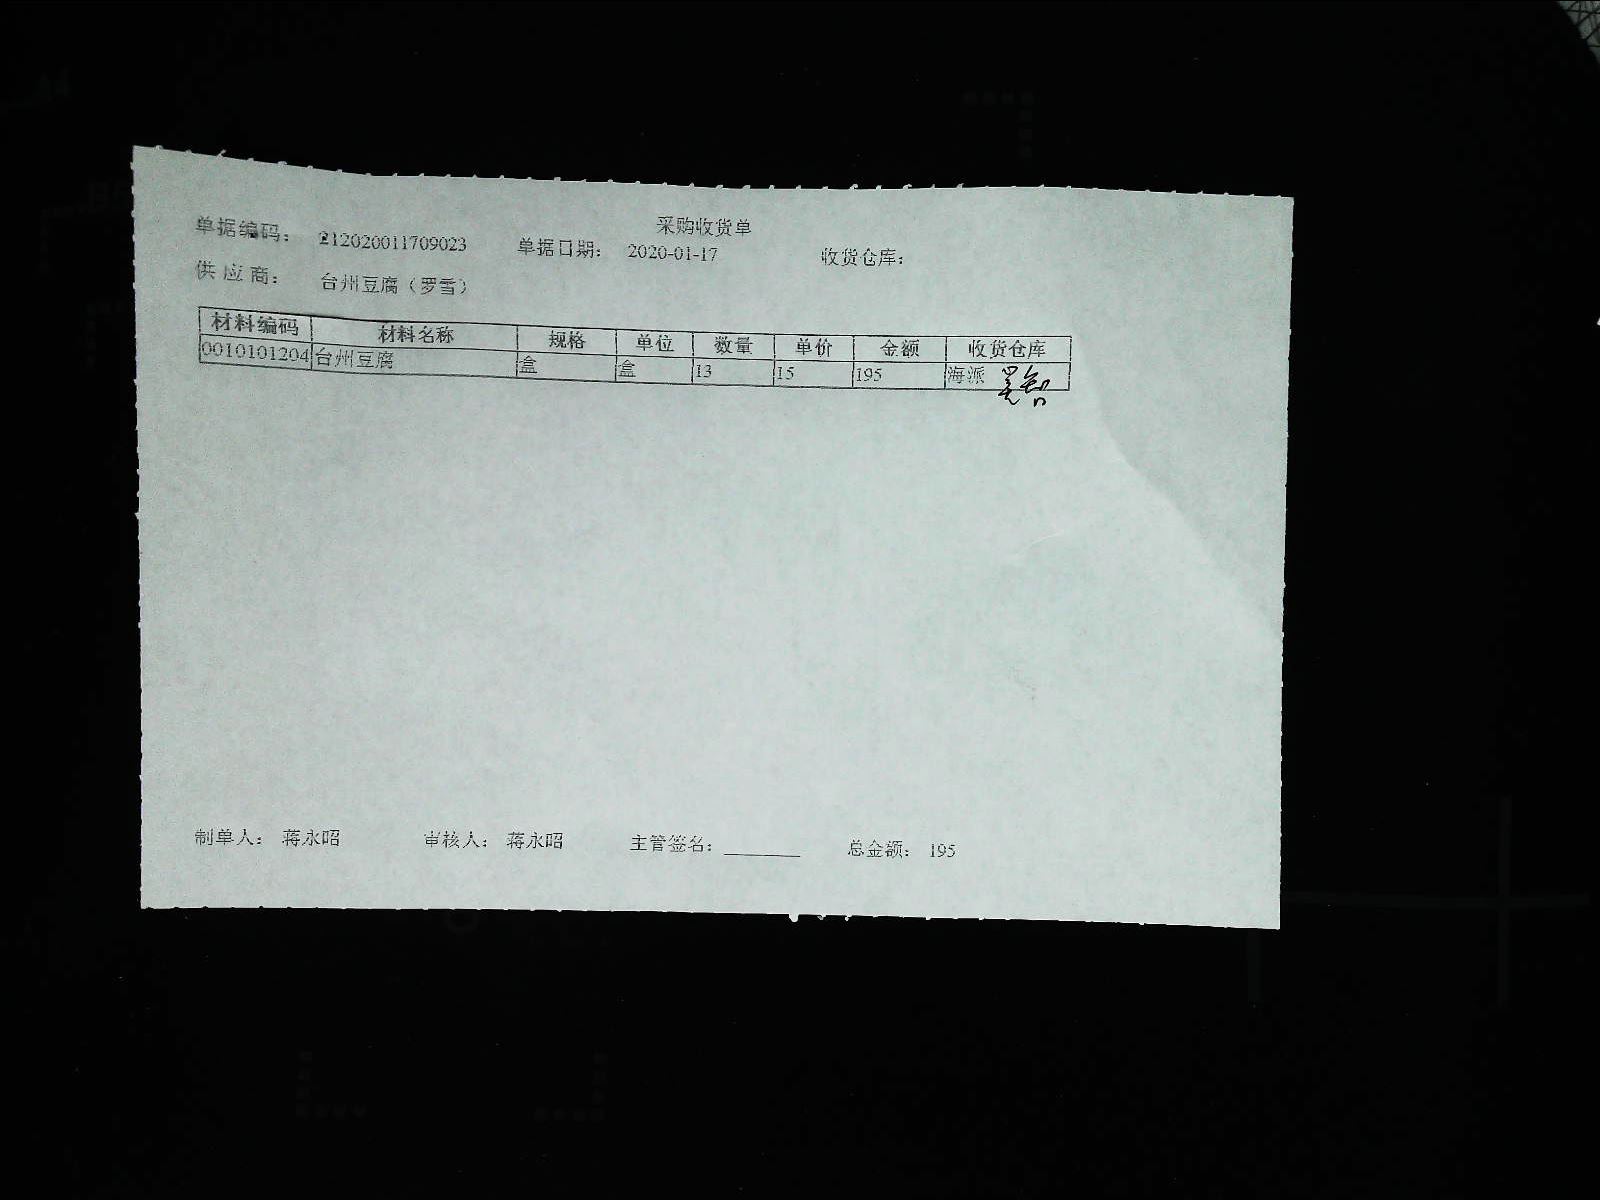 采购收货单
单据编码： 212020011709023 单据日期： 2020-01-17 收货仓库：
供应商： 台州豆腐（罗雪）
材料编码 材料名称 规格 单位 数量 单价 金额 收货仓库
0010101204 台州豆腐 盒 盒 13 15 195 海派
制单人： 蒋永昭 审核人： 蒋永昭 主管签名： ________ 总金额： 195